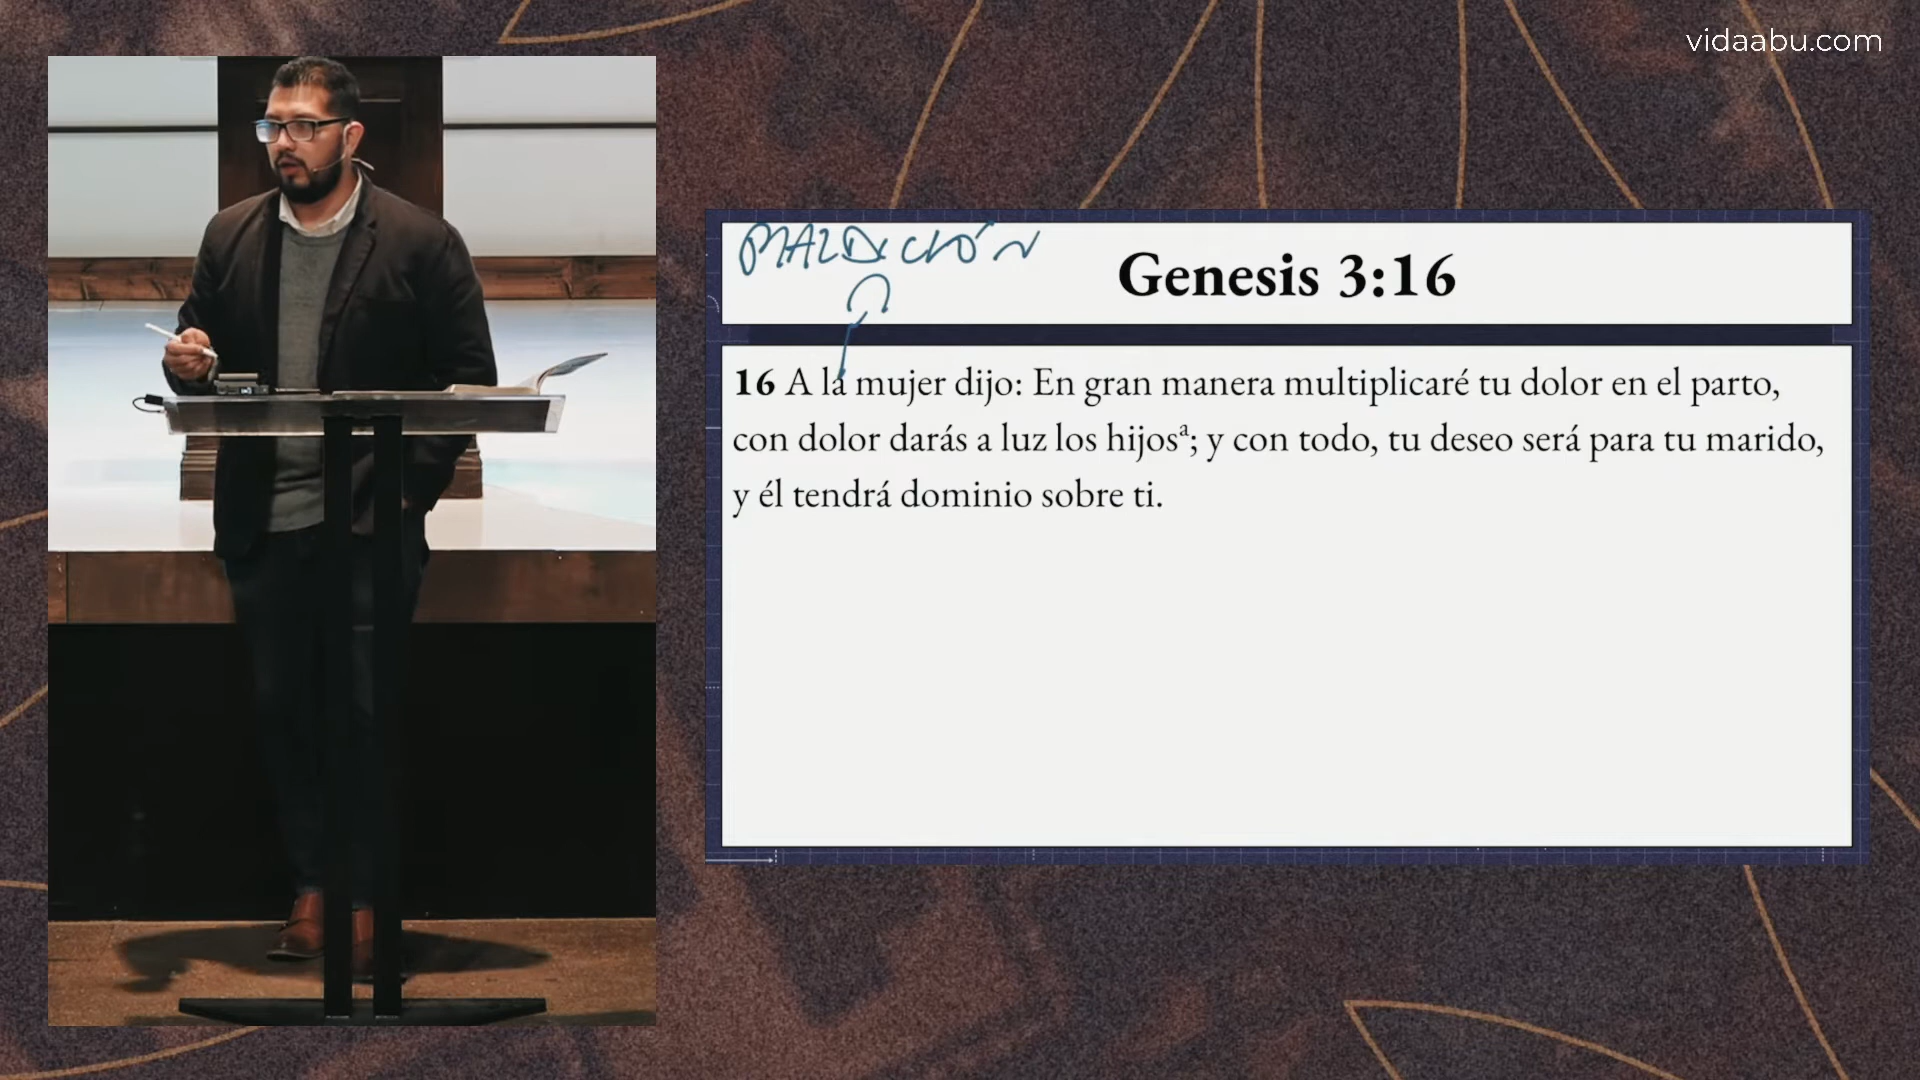 vidaabu.com
MALDICIÓN
Genesis 3:16
16 A la mujer dijo: En gran manera multiplicaré tu dolor en el parto,
con dolor darás a luz los hijosª; y con todo, tu deseo será para tu marido,
y él tendrá dominio sobre ti.